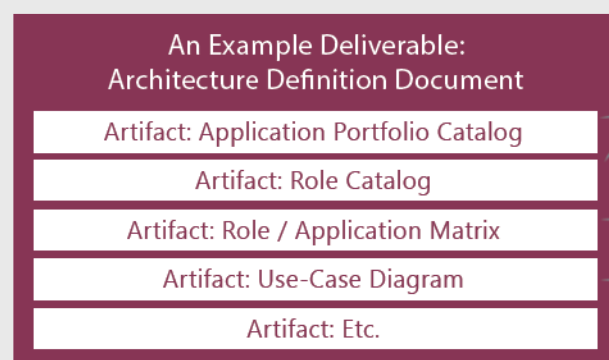 An Example Deliverable:
Architecture Definition Document
Artifact: Application Portfolio Catalog
Artifact: Role Catalog
Artifact: Role / Application Matrix
Artifact: Use-Case Diagram
Artifact: Etc.